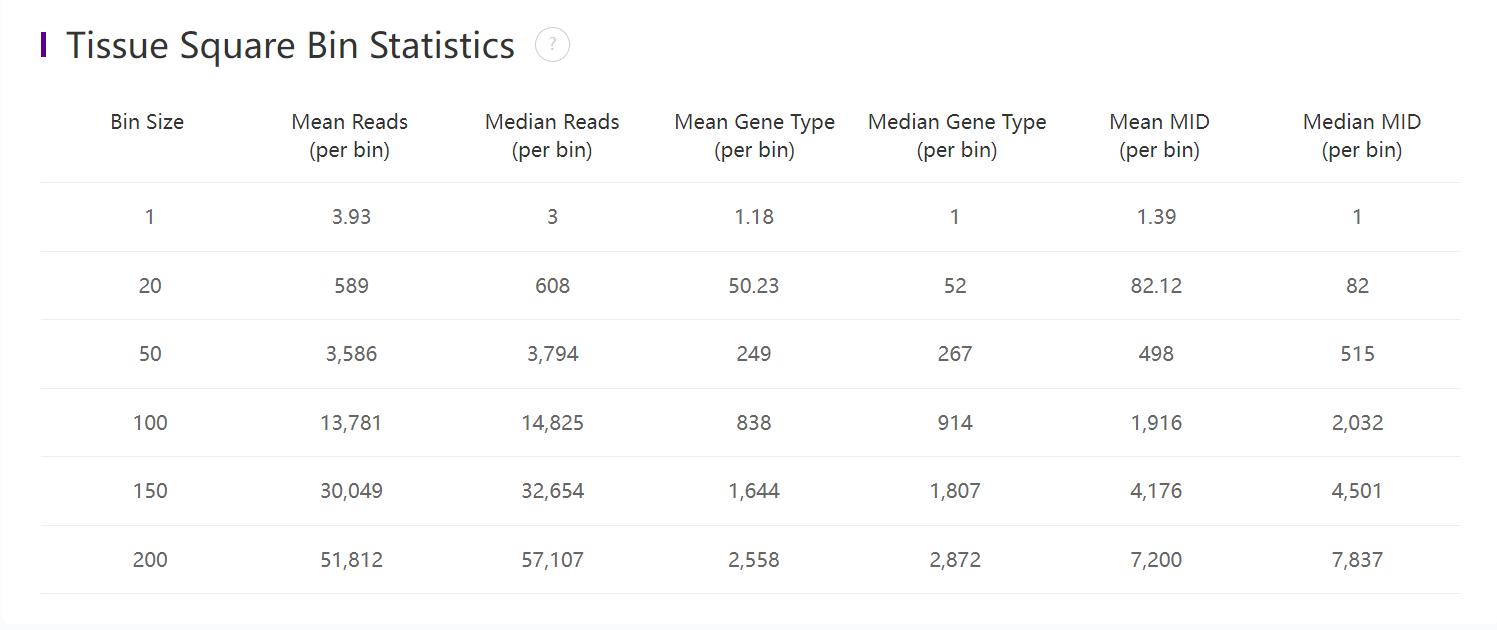 Tissue Square Bin Statistics ?
Bin Size Mean Reads Median Reads Mean Gene Type Median Gene Type Mean MID Median MID
(per bin) (per bin) (per bin) (per bin) (per bin) (per bin)
1 3.93 3 1.18 1 1.39 1
20 589 608 50.23 52 82.12 82
50 3,586 3,794 249 267 498 515
100 13,781 14,825 838 914 1,916 2,032
150 30,049 32,654 1,644 1,807 4,176 4,501
200 51,812 57,107 2,558 2,872 7,200 7,837